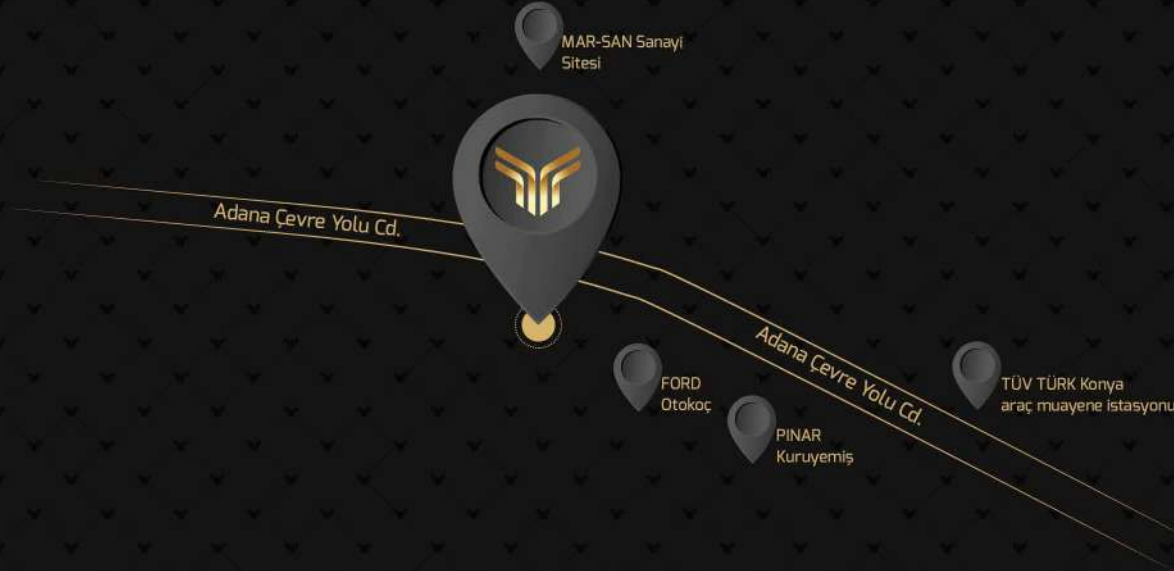 MAR-SAN Sanayi
Sitesi
Adana Çevre Yolu Cd.
Adana Çevre Yolu Cd.
FORD
Otokoç
TÜV TÜRK Konya
araç muayene istasyonu
PINAR
Kuruyemiş